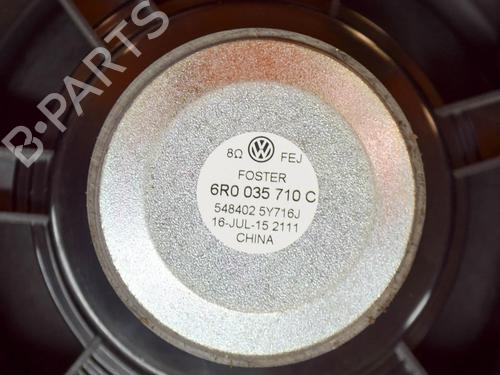 B-PARTS
8Ω FEJ
FOSTER
6R0 035 710 C
548402 5Y716J
16-JUL-15 2111
CHINA